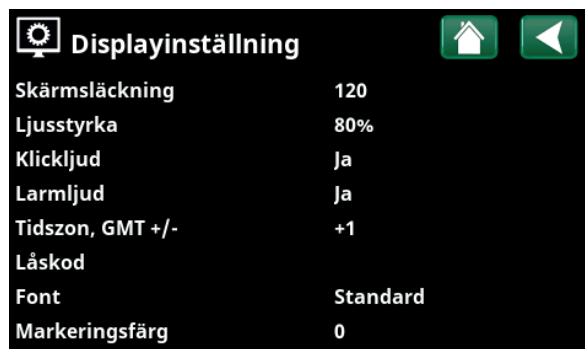 Displayinställning
Skärmsläckning 120
Ljusstyrka 80%
Klickljud Ja
Larmljud Ja
Tidszon, GMT +/- +1
Låskod
Font Standard
Markeringsfärg 0